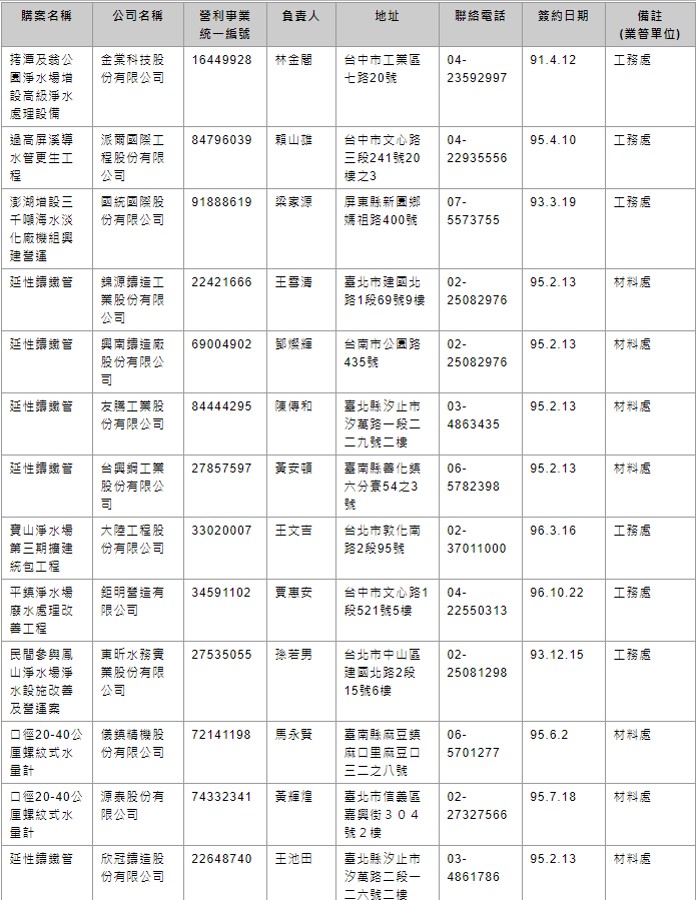 購案名稱 公司名稱 營利事業 負責人 地址 聯絡電話 簽約日期 備註
統一編號 (業管單位)
拷潭及翁公 金棠科技股 16449928 林金閣 台中市工業區 04- 91.4.12 工務處
園淨水場增 份有限公司 七路20號 23592997
設高級淨水
處理設備
過高屏溪導 派爾國際工 84796039 賴山雄 台中市文心路 04- 95.4.10 工務處
水管更生工 程股份有限 三段241號20 22935556
程 公司 樓之3
澎湖增設三 國統國際股 91888619 梁家源 屏東縣新園鄉 07- 93.3.19 工務處
千噸海水淡 份有限公司 媽祖路400號 5573755
化廠機組興
建營運
延性鑄鐵管 錦源鑄造工 22421666 王雪濤 臺北市建國北 02- 95.2.13 材料處
業股份有限 路1段69號9樓 25082976
公司
延性鑄鐵管 興南鑄造廠 69004902 鄧燦輝 台南市公園路 02- 95.2.13 材料處
股份有限公 435號 25082976
司
延性鑄鐵管 友騰工業股 84444295 陳傳和 臺北縣汐止市 03- 95.2.13 材料處
份有限公司 汐萬路一段二 4863435
二九號二樓
延性鑄鐵管 台興鋼工業 27857597 黃安頓 臺南縣善化鎮 06- 95.2.13 材料處
股份有限公 六分寮54之3 5782398
司 號
寶山淨水場 大陸工程股 33020007 王文吉 台北市敦化南 02- 96.3.16 工務處
第三期擴建 份有限公司 路2段95號 37011000
統包工程
平鎮淨水場 鉅明營造有 34591102 賈惠安 台中市文心路1 04- 96.10.22 工務處
廢水處理改 限公司 段521號5樓 22550313
善工程
民間參與鳳 東昕水務實 27535055 孫若男 台北市中山區 02- 93.12.15 工務處
山淨水場淨 業股份有限 建國北路2段 25081298
水設施改善 公司 15號6樓
及營運案
口徑20-40公 儀鎮精機股 72141198 馬永賢 臺南縣麻豆鎮 06- 95.6.2 材料處
厘螺紋式水 份有限公司 麻口里麻豆口 5701277
量計 三二之八號
口徑20-40公 源泰股份有 74332341 黃輝煌 臺北市信義區 02- 95.7.18 材料處
厘螺紋式水 限公司 嘉興街３０４ 27327566
量計 號２樓
延性鑄鐵管 欣冠鑄造股 22648740 王池田 臺北縣汐止市 03- 95.2.13 材料處
份有限公司 汐萬路二段一 4861786
二六號二樓